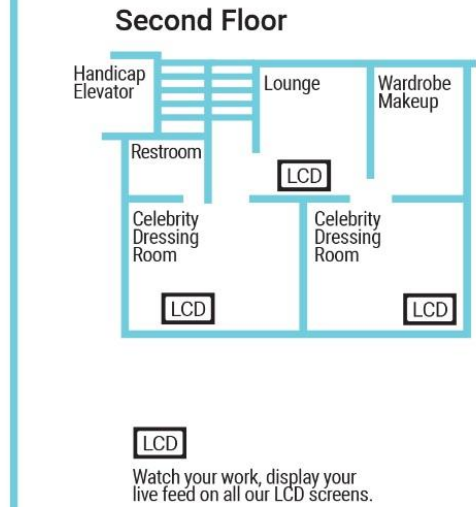 Second Floor
Handicap
Elevator
Lounge
Wardrobe
Makeup
Restroom
LCD
Celebrity
Dressing
Room
Celebrity
Dressing
Room
LCD
LCD
LCD
Watch your work, display your
live feed on all our LCD screens.